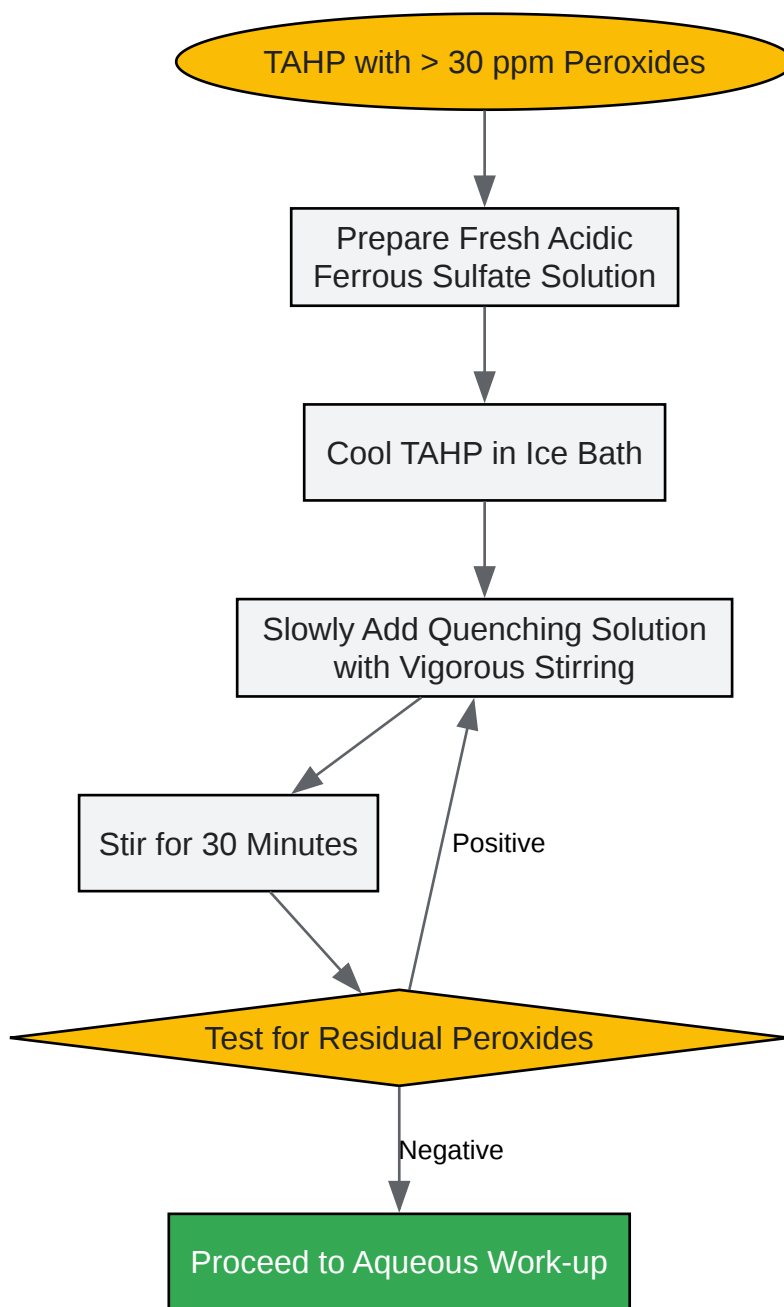 TAHP with > 30 ppm Peroxides
Prepare Fresh Acidic
Ferrous Sulfate Solution
Cool TAHP in Ice Bath
Slowly Add Quenching Solution
with Vigorous Stirring
Stir for 30 Minutes
Positive
Test for Residual Peroxides
Negative
Proceed to Aqueous Work-up